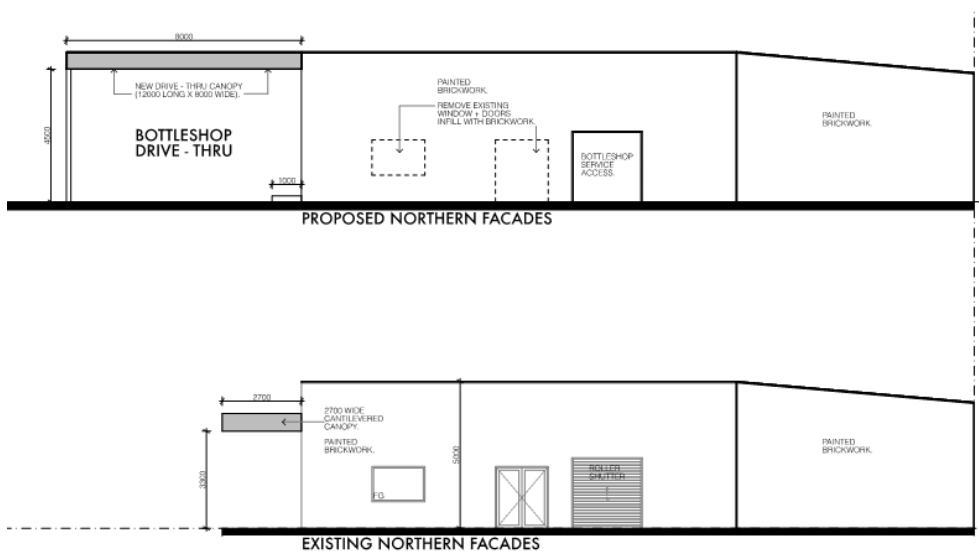 8000
NEW DRIVE - THRU CANOPY
(12000 LONG X 8000 WIDE).
4500
BOTTLESHOP
DRIVE - THRU
1000
PAINTED
BRICKWORK.
REMOVE EXISTING
WINDOW + DOORS
INFILL WITH BRICKWORK.
BOTTLESHOP
SERVICE
ACCESS.
PAINTED
BRICKWORK.
PROPOSED NORTHERN FACADES
2700
2700 WIDE
CANTILEVERED
CANOPY.
PAINTED
BRICKWORK.
3300
5000
FG
ROLLER
SHUTTER
PAINTED
BRICKWORK.
EXISTING NORTHERN FACADES